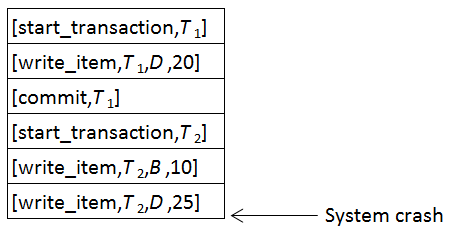 [start_transaction,T1]
[write_item,T1,D ,20]
[commit,T1]
[start_transaction,T2]
[write_item,T2,B ,10]
[write_item,T2,D ,25]
System crash